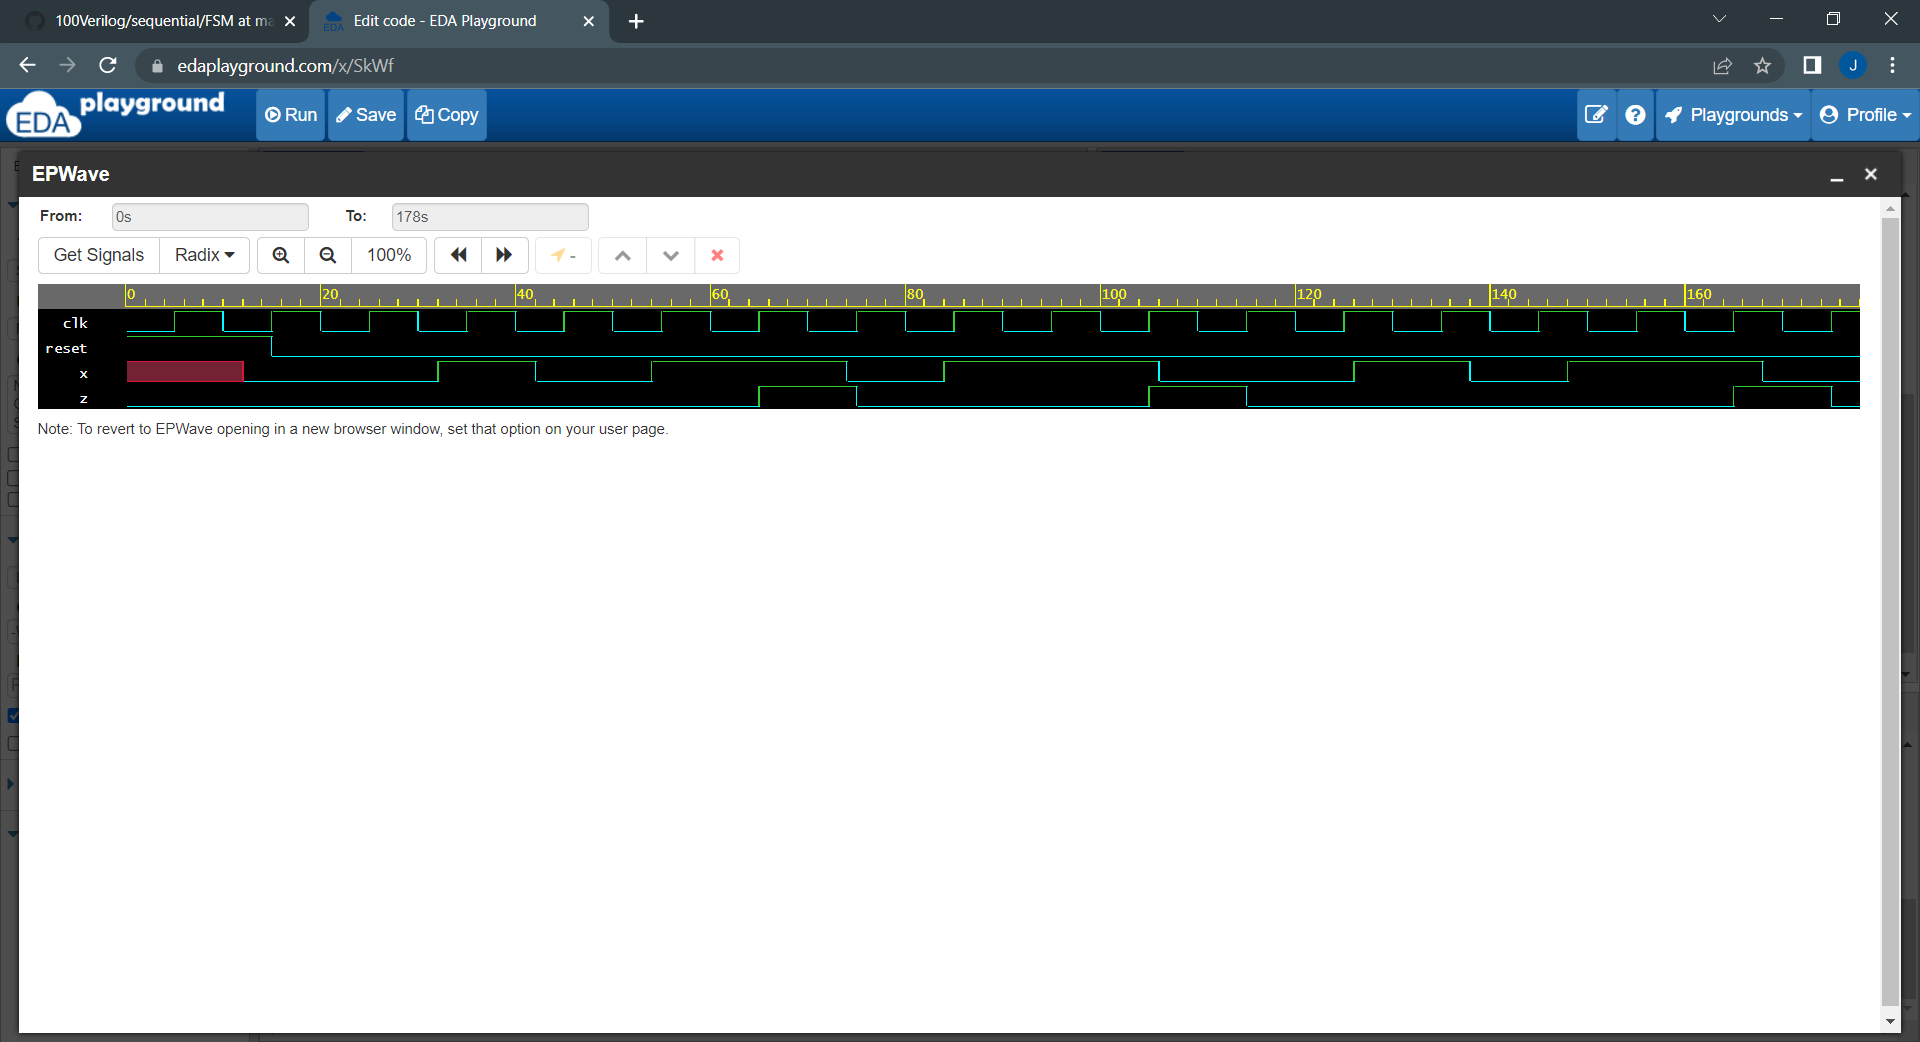 100Verilog/sequential/FSM at ma
Edit code - EDA Playground
edaplayground.com/x/SkWf
J
EDA playground
Run
Save
Copy
Playgrounds
Profile
EPWave
From:
0s
To:
178s
Get Signals
Radix
100%
-
0 20 40 60 80 100 120 140 160
clk
reset
x
z
Note: To revert to EPWave opening in a new browser window, set that option on your user page.